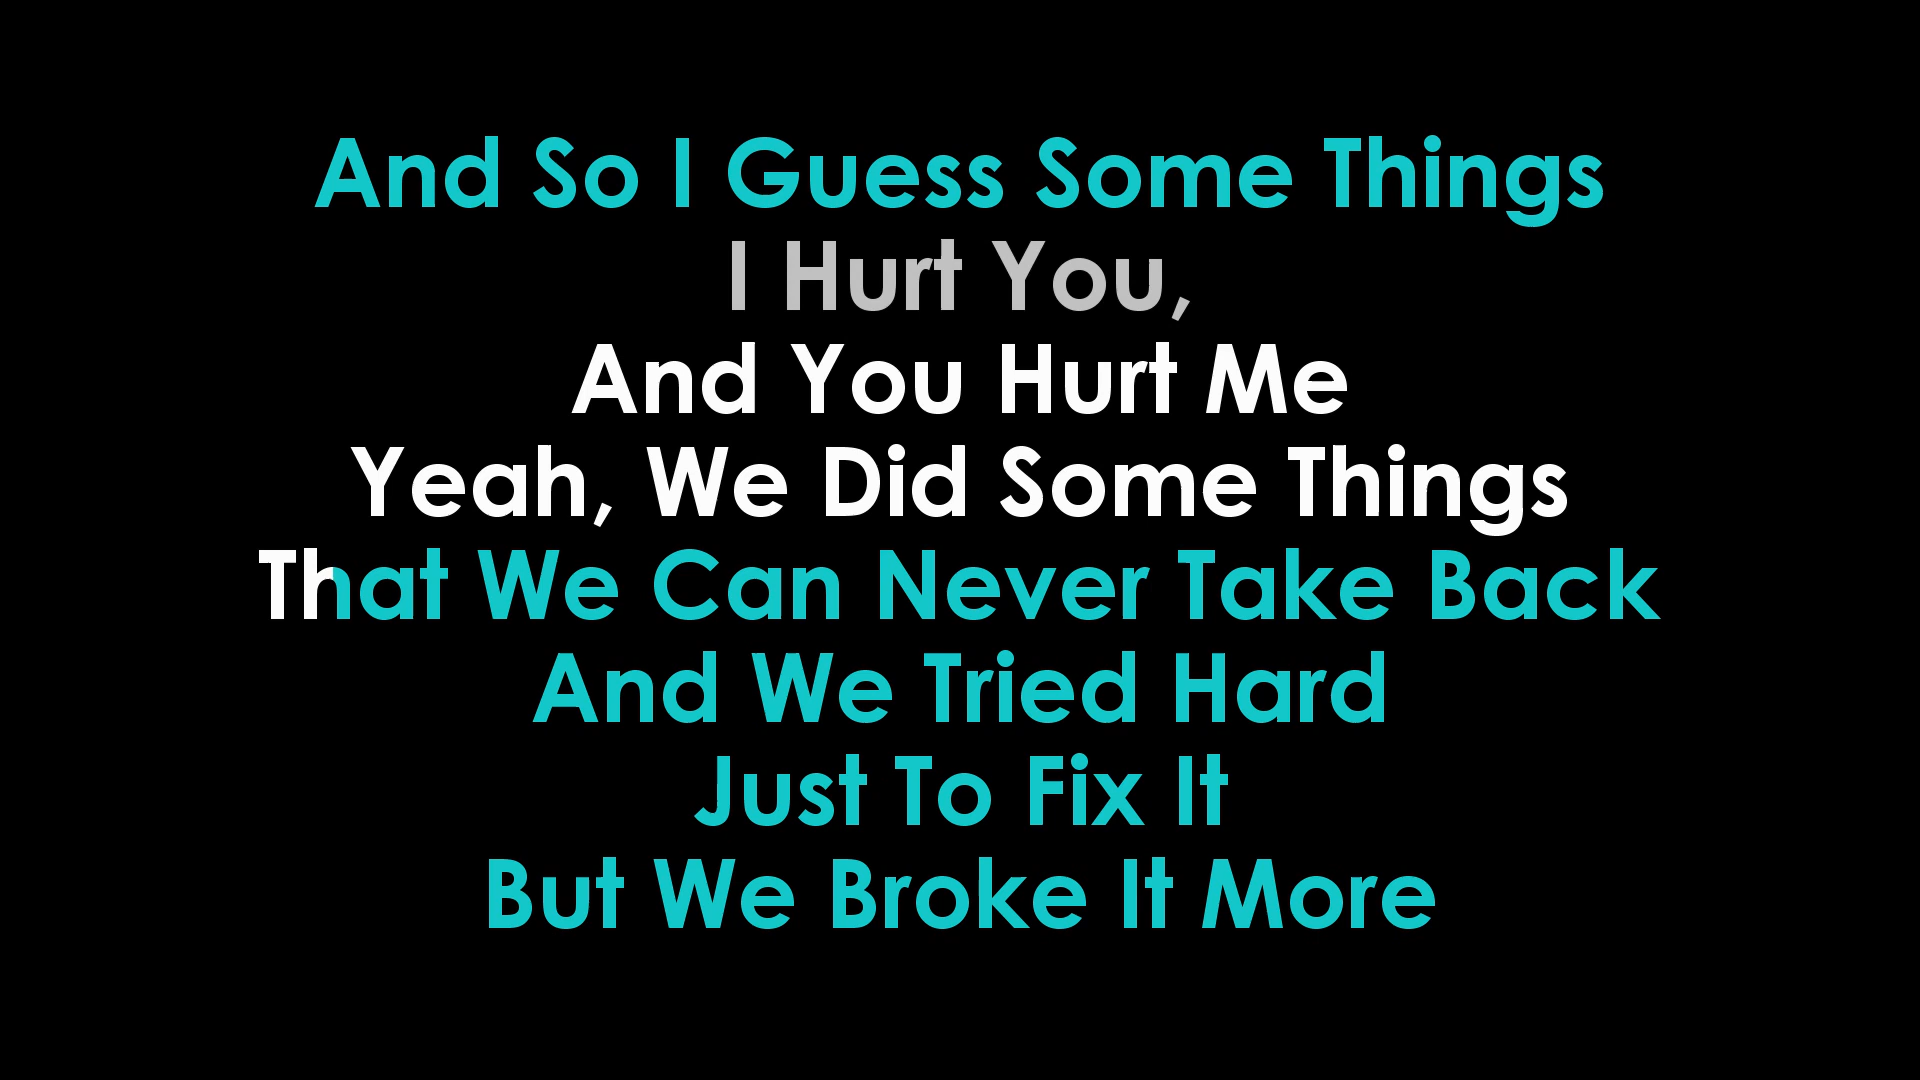 And So I Guess Some Things
I Hurt You,
And You Hurt Me
Yeah, We Did Some Things
That We Can Never Take Back
And We Tried Hard
Just To Fix It
But We Broke It More